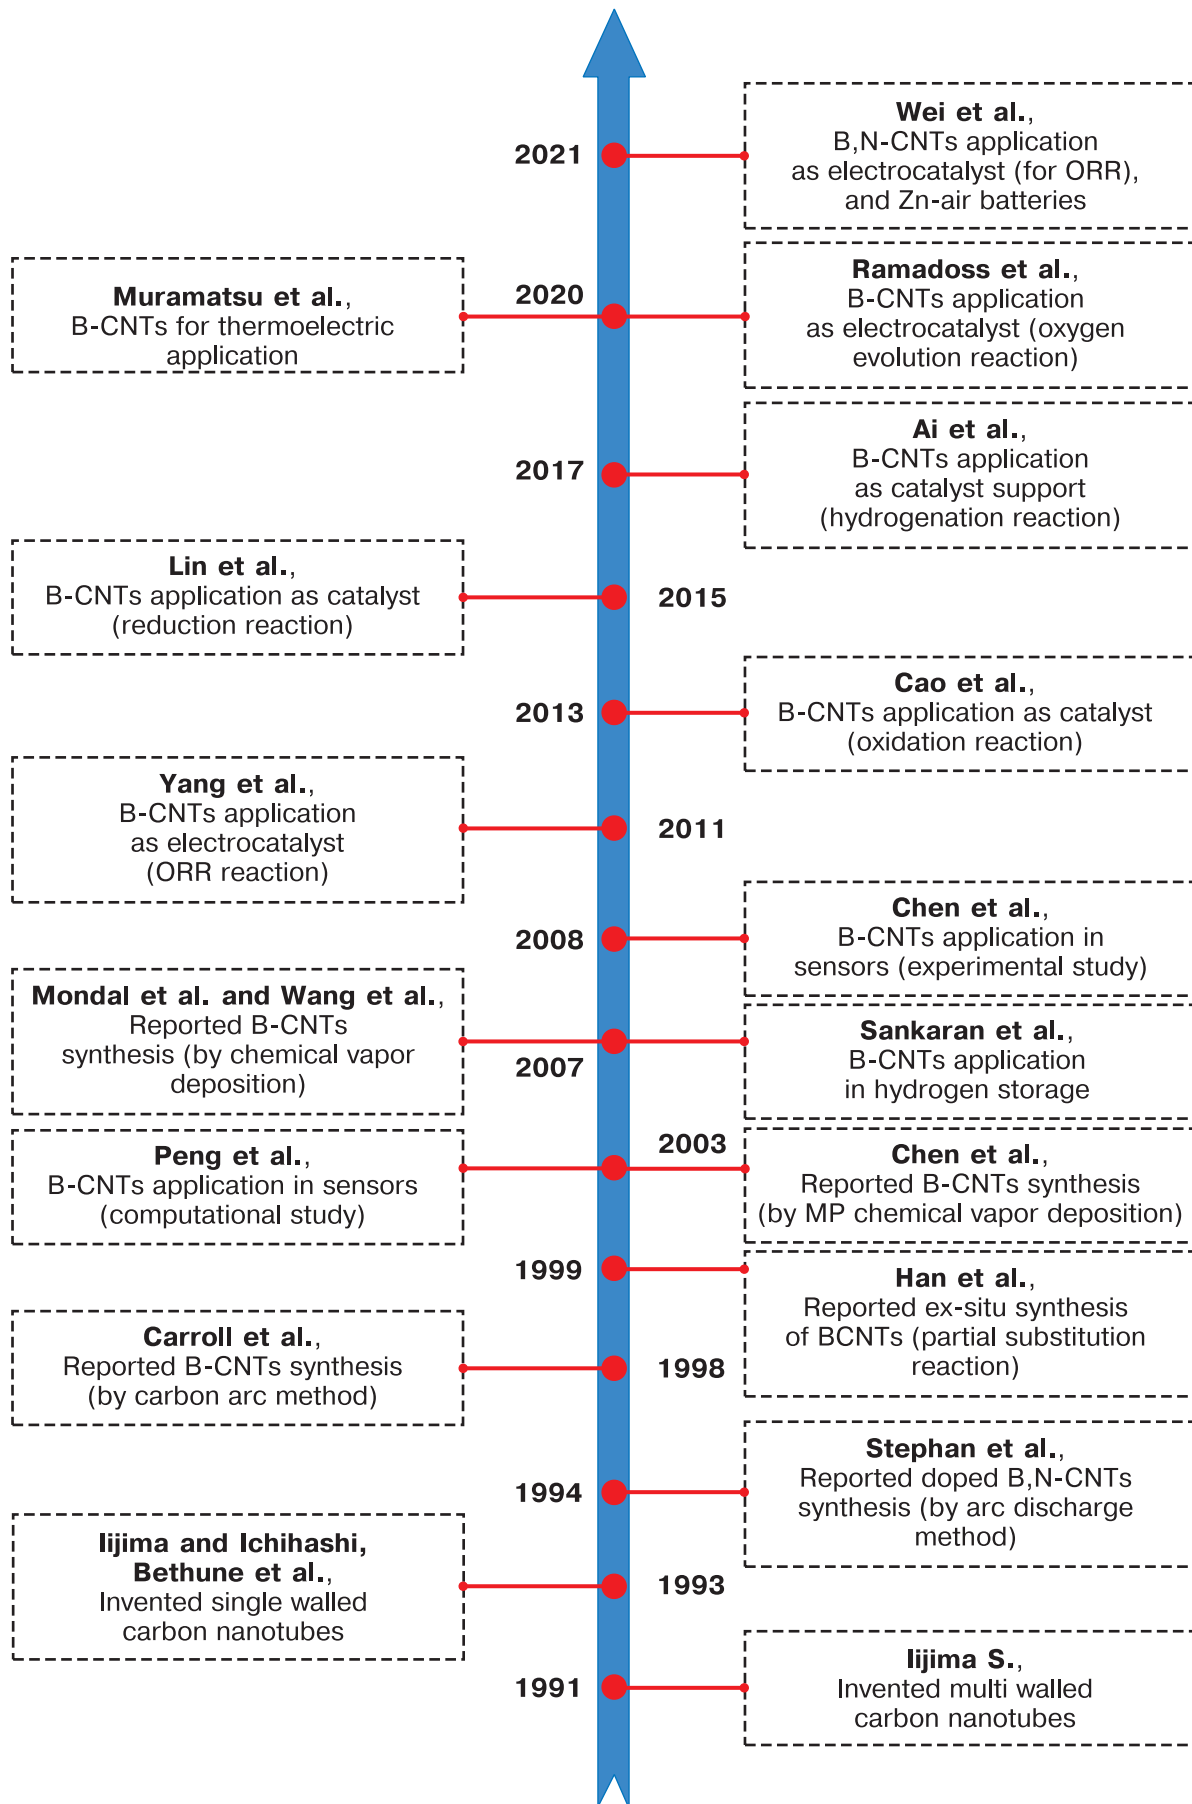 2021
Wei et al.,
B,N-CNTs application
as electrocatalyst (for ORR),
and Zn-air batteries
Muramatsu et al.,
B-CNTs for thermoelectric
application
2020
Ramadoss et al.,
B-CNTs application
as electrocatalyst (oxygen
evolution reaction)
2017
Ai et al.,
B-CNTs application
as catalyst support
(hydrogenation reaction)
Lin et al.,
B-CNTs application as catalyst
(reduction reaction)
2015
2013
Cao et al.,
B-CNTs application as catalyst
(oxidation reaction)
Yang et al.,
B-CNTs application
as electrocatalyst
(ORR reaction)
2011
2008
Chen et al.,
B-CNTs application in
sensors (experimental study)
Mondal et al. and Wang et al.,
Reported B-CNTs
synthesis (by chemical vapor
deposition)
2007
Sankaran et al.,
B-CNTs application
in hydrogen storage
Peng et al.,
B-CNTs application in sensors
(computational study)
2003
Chen et al.,
Reported B-CNTs synthesis
(by MP chemical vapor deposition)
1999
Han et al.,
Reported ex-situ synthesis
of BCNTs (partial substitution
reaction)
Carroll et al.,
Reported B-CNTs synthesis
(by carbon arc method)
1998
1994
Stephan et al.,
Reported doped B,N-CNTs
synthesis (by arc discharge
method)
Iijima and Ichihashi,
Bethune et al.,
Invented single walled
carbon nanotubes
1993
1991
Iijima S.,
Invented multi walled
carbon nanotubes